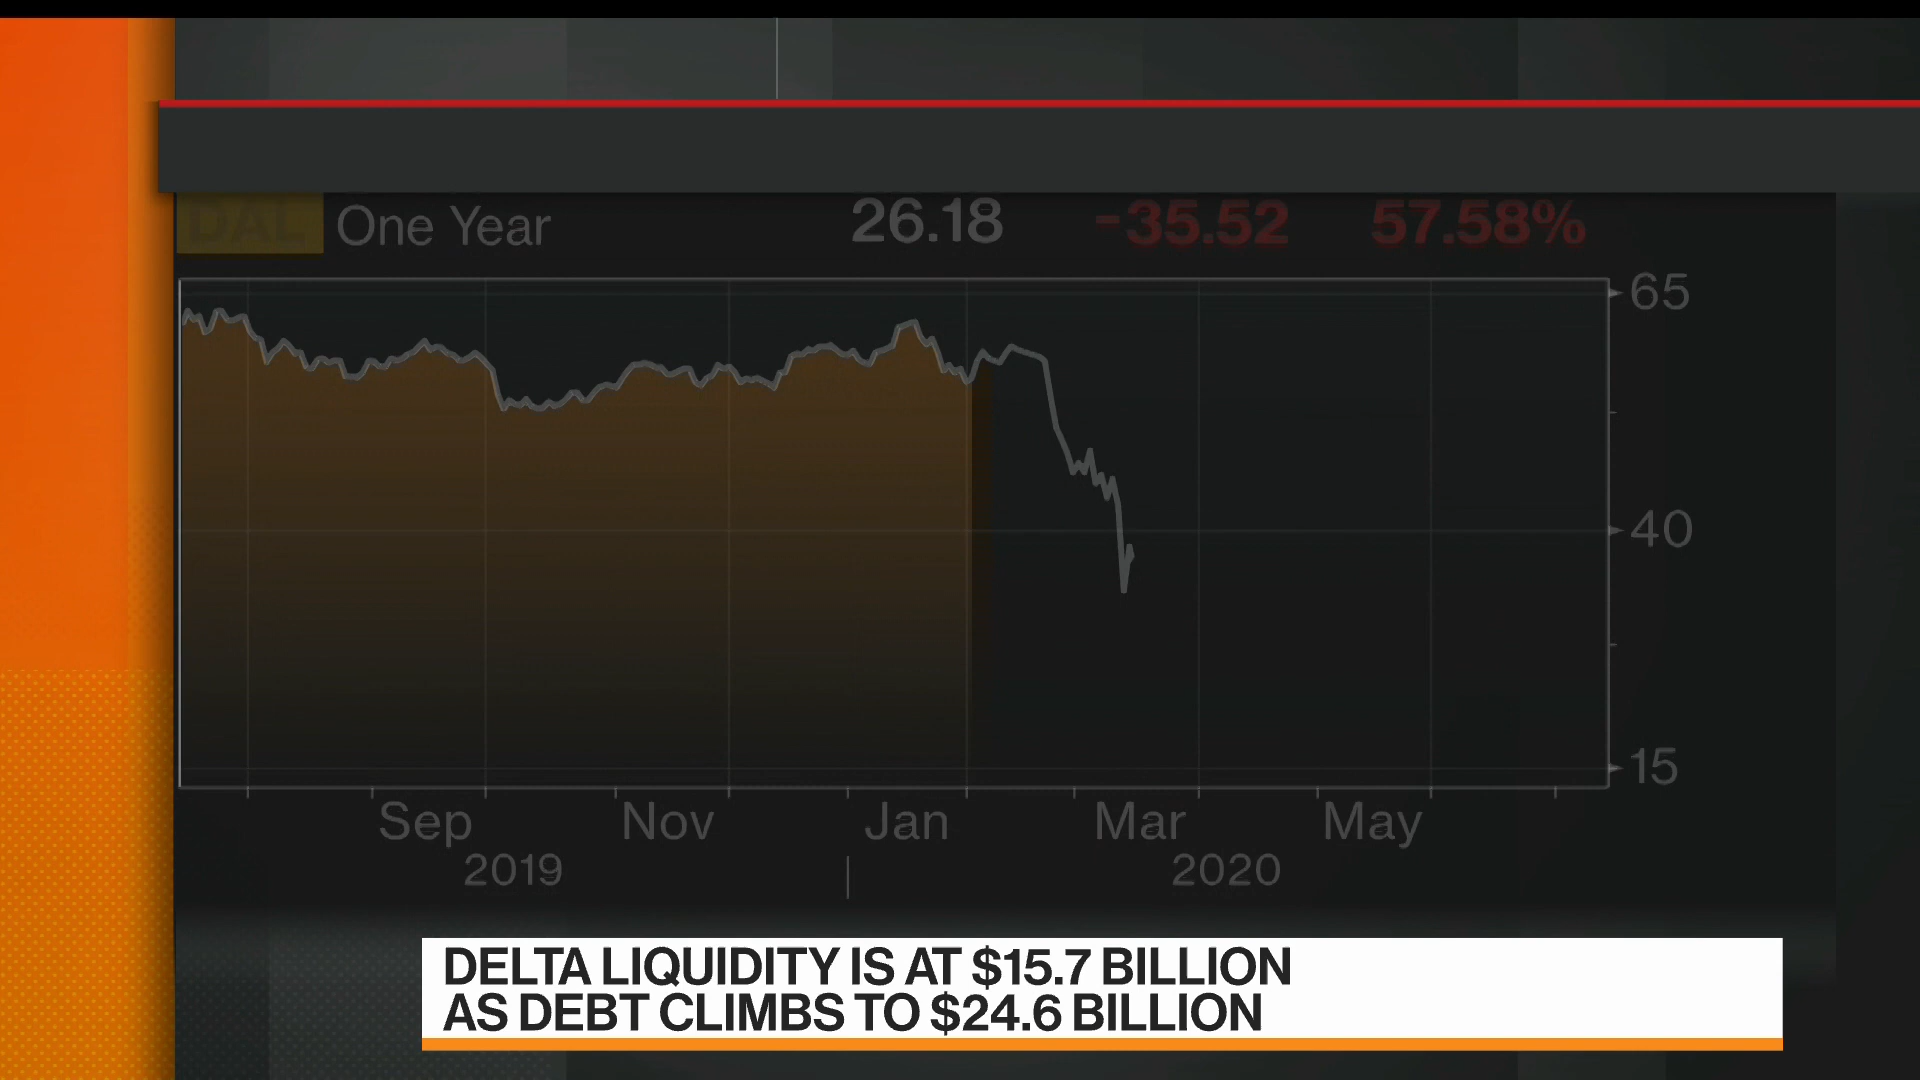 DAL One Year 26.18 -35.52 57.58%
65
40
15
Sep Nov Jan Mar May
2019 2020
DELTA LIQUIDITY IS AT $15.7 BILLION
AS DEBT CLIMBS TO $24.6 BILLION